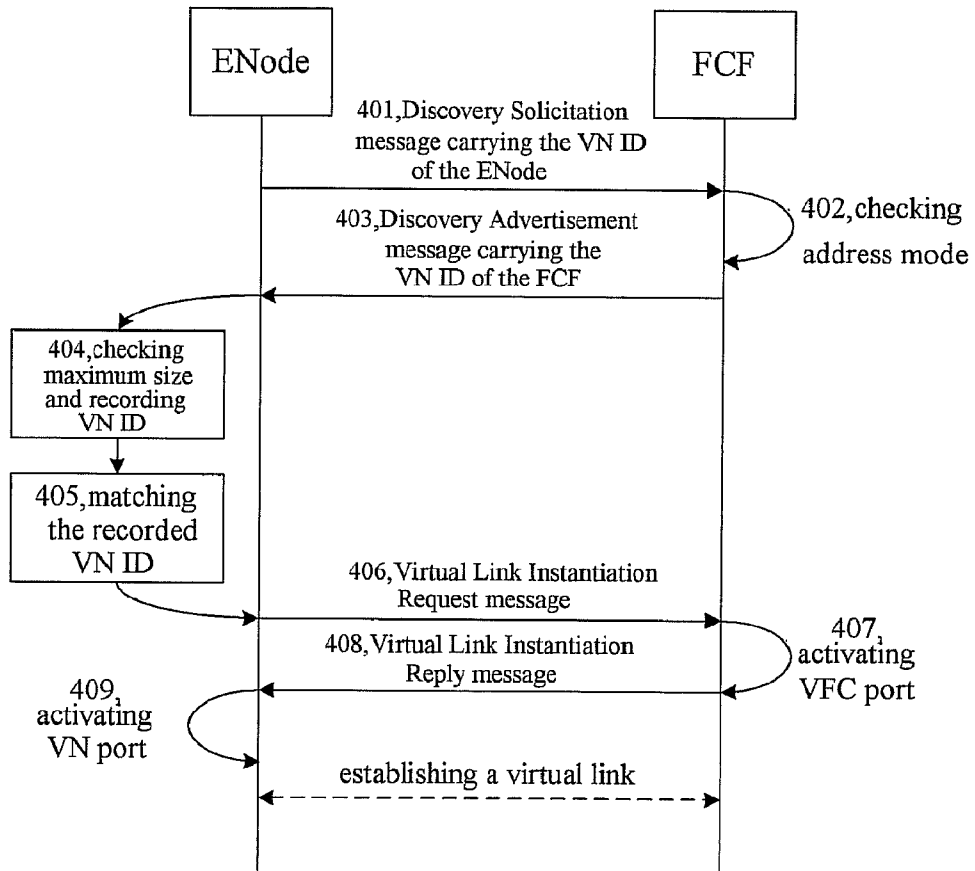 ENode
FCF
401,Discovery Solicitation
message carrying the VN ID
of the ENode
402,checking
address mode
403,Discovery Advertisement
message carrying the
VN ID of the FCF
404,checking
maximum size
and recording
VN ID
405,matching
the recorded
VN ID
406,Virtual Link Instantiation
Request message
407,
activating
VFC port
408,Virtual Link Instantiation
Reply message
409,
activating
VN port
establishing a virtual link